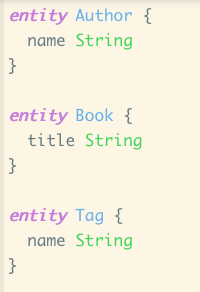 entity Author {
  name String
}

entity Book {
  title String
}

entity Tag {
  name String
}